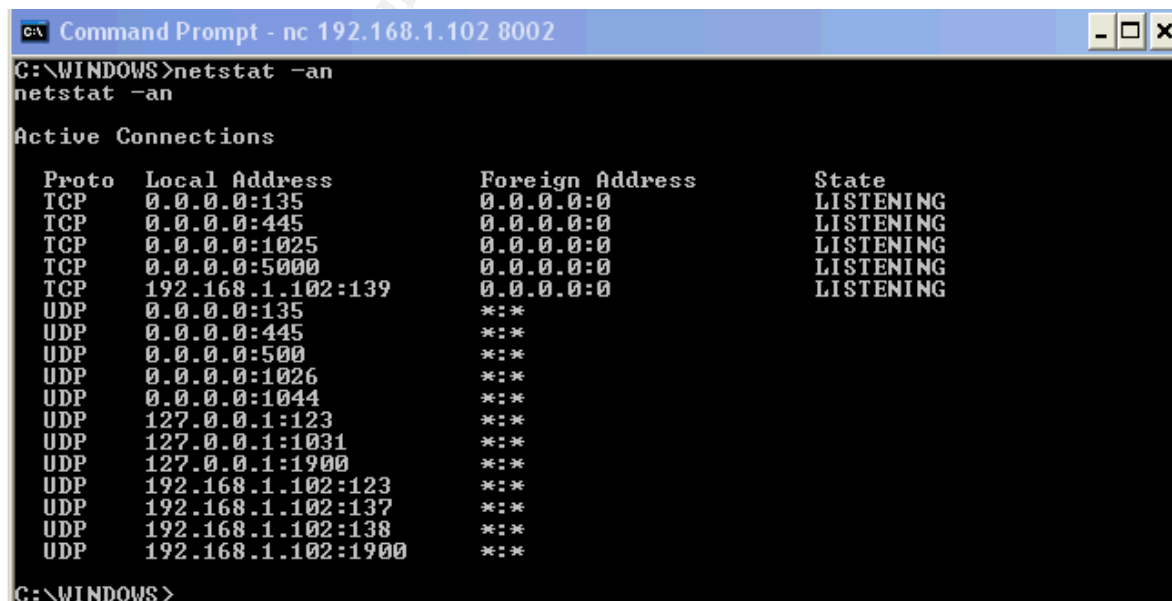 Command Prompt - nc 192.168.1.102 8002
C:\WINDOWS>netstat -an
netstat -an
Active Connections
Proto Local Address Foreign Address State
TCP 0.0.0.0:135 0.0.0.0:0 LISTENING
TCP 0.0.0.0:445 0.0.0.0:0 LISTENING
TCP 0.0.0.0:1025 0.0.0.0:0 LISTENING
TCP 0.0.0.0:5000 0.0.0.0:0 LISTENING
TCP 192.168.1.102:139 0.0.0.0:0 LISTENING
UDP 0.0.0.0:135 *:*
UDP 0.0.0.0:445 *:*
UDP 0.0.0.0:500 *:*
UDP 0.0.0.0:1026 *:*
UDP 0.0.0.0:1044 *:*
UDP 127.0.0.1:123 *:*
UDP 127.0.0.1:1031 *:*
UDP 127.0.0.1:1900 *:*
UDP 192.168.1.102:123 *:*
UDP 192.168.1.102:137 *:*
UDP 192.168.1.102:138 *:*
UDP 192.168.1.102:1900 *:*
C:\WINDOWS>